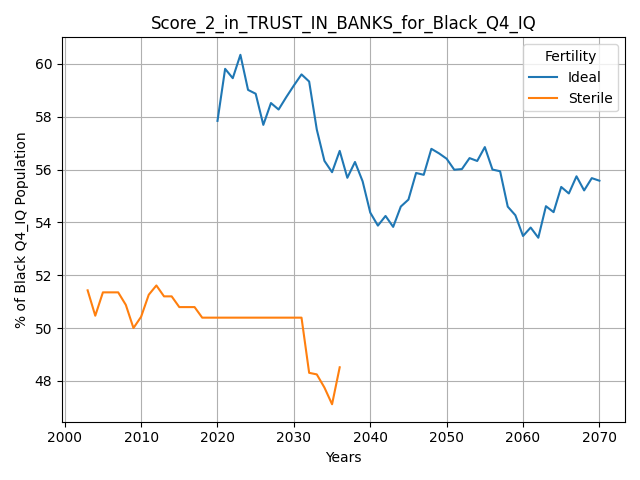 Score_2_in_TRUST_IN_BANKS_for_Black_Q4_IQ
Fertility
Ideal
Sterile
% of Black Q4_IQ Population
60
58
56
54
52
50
48
2000
2010
2020
2030
2040
2050
2060
2070
Years